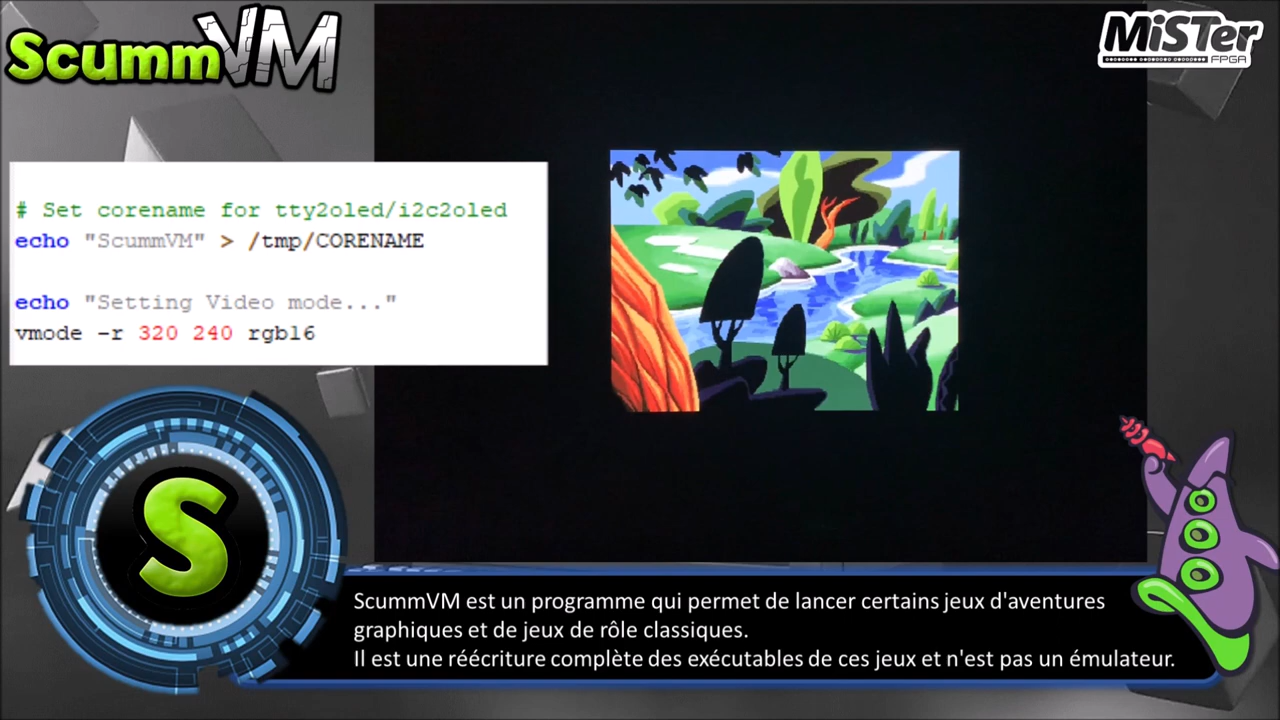 ScummVM
MiSTer
FPGA
# Set corename for tty2oled/i2c2oled
echo "ScummVM" > /tmp/CORENAME
echo "Setting Video mode..."
vmode -r 320 240 rgb16
S
ScummVM est un programme qui permet de lancer certains jeux d'aventures
graphiques et de jeux de rôle classiques.
Il est une réécriture complète des exécutables de ces jeux et n'est pas un émulateur.